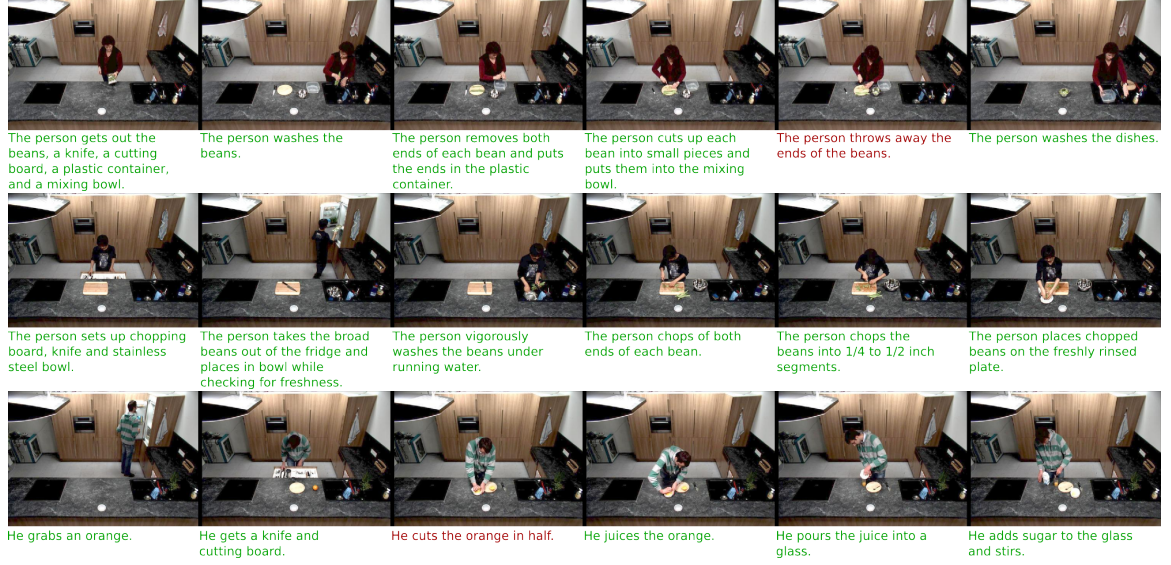 The person gets out the
beans, a knife, a cutting
board, a plastic container,
and a mixing bowl.
The person washes the
beans.
The person removes both
ends of each bean and puts
the ends in the plastic
container.
The person cuts up each
bean into small pieces and
puts them into the mixing
bowl.
The person throws away the
ends of the beans.
The person washes the dishes.
The person sets up chopping
board, knife and stainless
steel bowl.
The person takes the broad
beans out of the fridge and
places in bowl while
checking for freshness.
The person vigorously
washes the beans under
running water.
The person chops of both
ends of each bean.
The person chops the
beans into 1/4 to 1/2 inch
segments.
The person places chopped
beans on the freshly rinsed
plate.
He grabs an orange.
He gets a knife and
cutting board.
He cuts the orange in half.
He juices the orange.
He pours the juice into a
glass.
He adds sugar to the glass
and stirs.